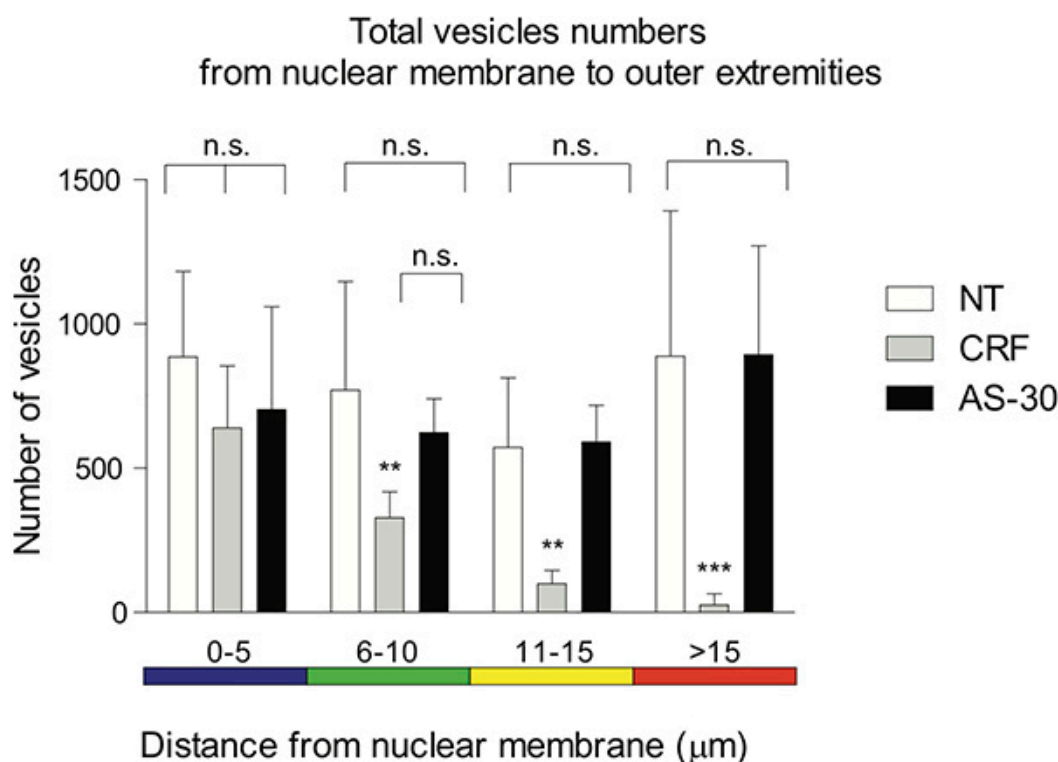 Total vesicles numbers
from nuclear membrane to outer extremities
n.s. n.s. n.s. n.s.
1500
n.s.
1000
NT
CRF
AS-30
Number of vesicles
500
** ** ***
0
0-5 6-10 11-15 >15
Distance from nuclear membrane (μm)